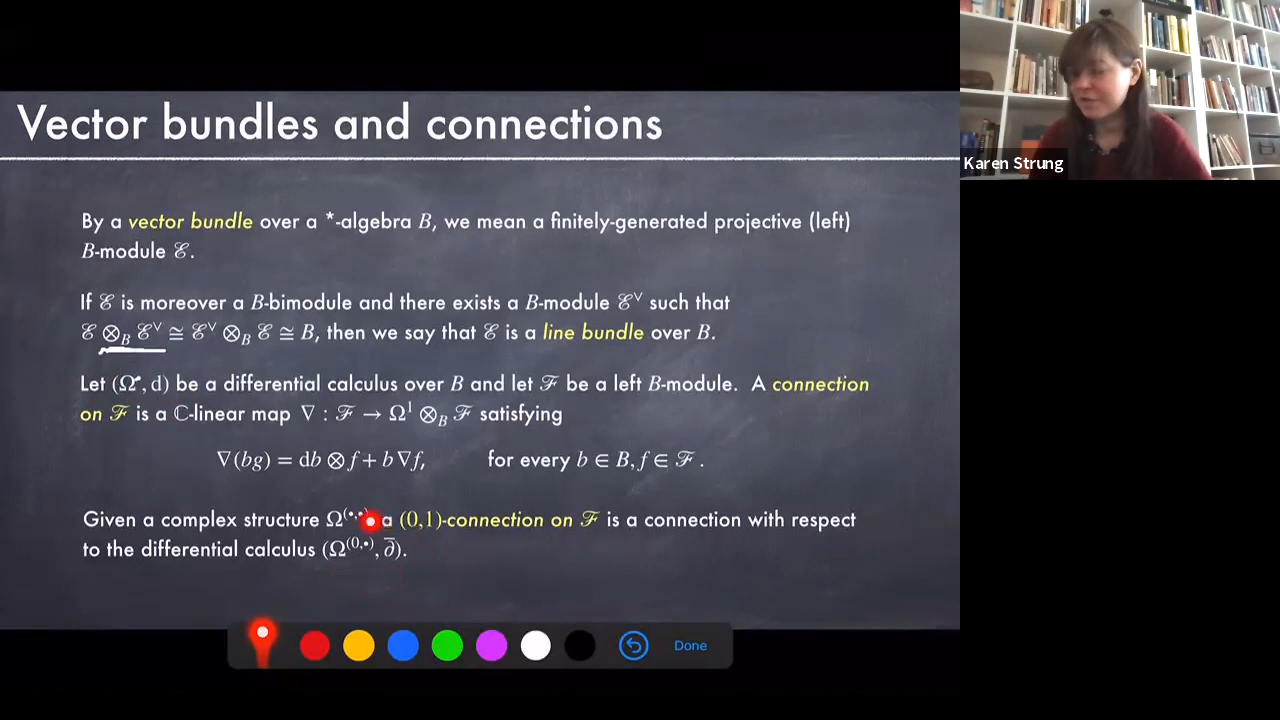 Vector bundles and connections
Karen Strung
By a vector bundle over a *-algebra B, we mean a finitely-generated projective (left)
B-module ℰ.
If ℰ is moreover a B-bimodule and there exists a B-module ℰ^∨ such that
ℰ ⊗_B ℰ^∨ ≅ ℰ^∨ ⊗_B ℰ ≅ B, then we say that ℰ is a line bundle over B.
Let (Ω^•, d) be a differential calculus over B and let ℱ be a left B-module. A connection
on ℱ is a ℂ-linear map ∇ : ℱ → Ω^1 ⊗_B ℱ satisfying
∇(bg) = db ⊗ f + b ∇f, for every b ∈ B, f ∈ ℱ .
Given a complex structure Ω^(•,•) a (0,1)-connection on ℱ is a connection with respect
to the differential calculus (Ω^(0,•), ∂̄).
Done